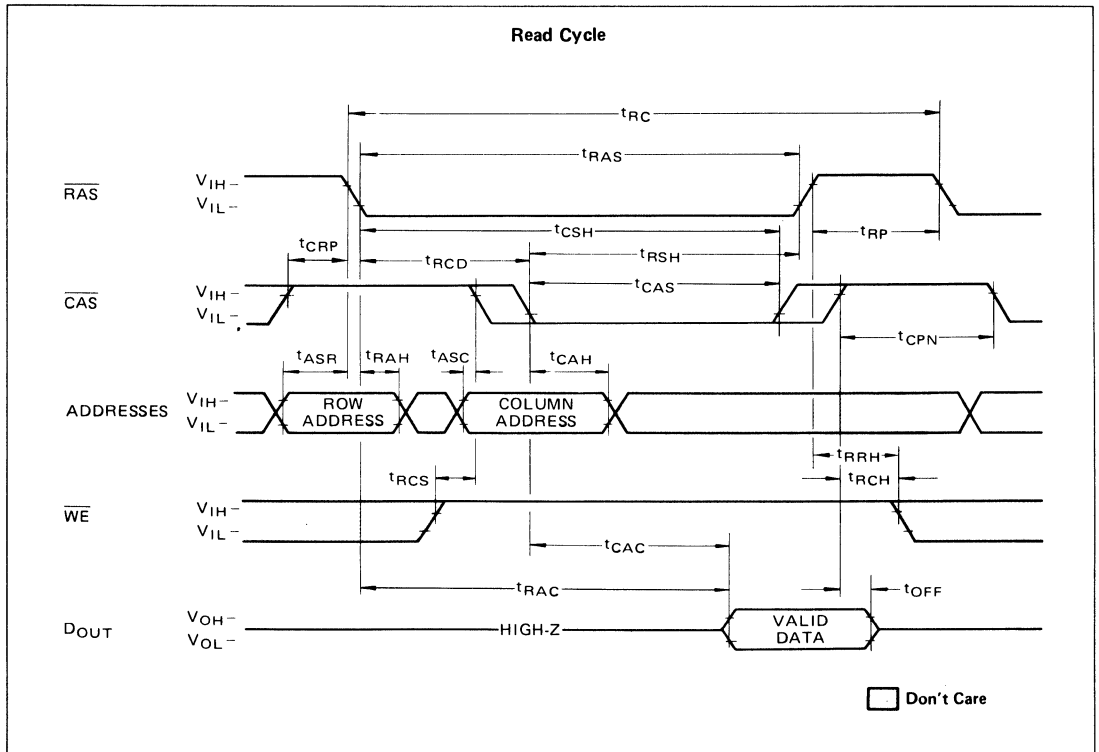 Read Cycle
tRC
tRAS
RAS
VIH–
VIL–
tCSH
tRP
tCRP
tRCD
tRSH
CAS
VIH–
VIL–
tCAS
tCPN
tASR
tRAH
tASC
tCAH
ADDRESSES
VIH–
VIL–
ROW ADDRESS
COLUMN ADDRESS
tRRH
tRCS
tRCH
WE
VIH–
VIL–
tCAC
tRAC
tOFF
DOUT
VOH–
VOL–
HIGH-Z
VALID DATA
Don't Care